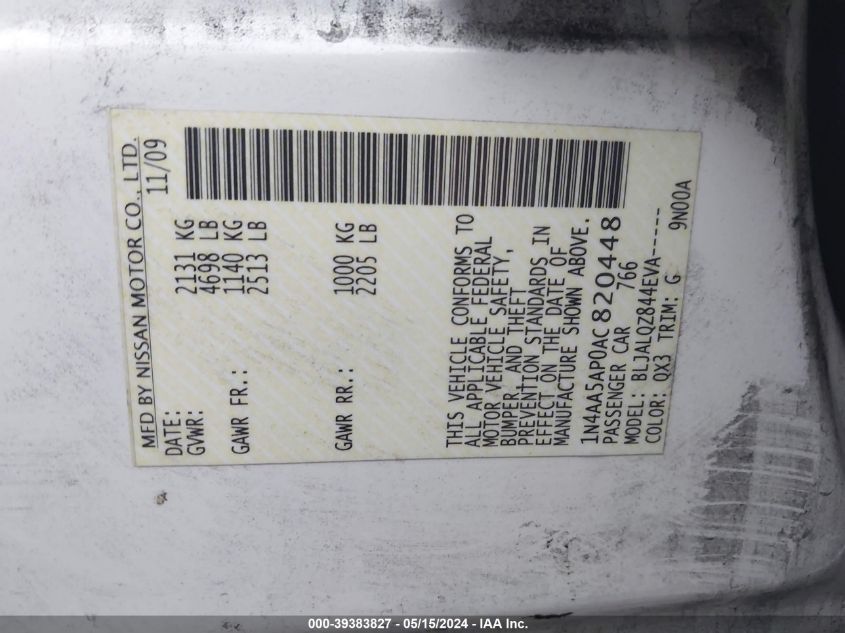 MFD BY NISSAN MOTOR CO., LTD.
DATE: 11/09
GVWR: 2131 KG
4698 LB
GAWR FR.: 1140 KG
2513 LB
GAWR RR.: 1000 KG
2205 LB
THIS VEHICLE CONFORMS TO
ALL APPLICABLE FEDERAL
MOTOR VEHICLE SAFETY,
BUMPER, AND THEFT
PREVENTION STANDARDS IN
EFFECT ON THE DATE OF
MANUFACTURE SHOWN ABOVE.
1N4AA5AP0AC820448
PASSENGER CAR 766
MODEL: BLJALQZ844EVA-----
COLOR: QX3 TRIM: G 9N00A
000-39383827 - 05/15/2024 - IAA Inc.